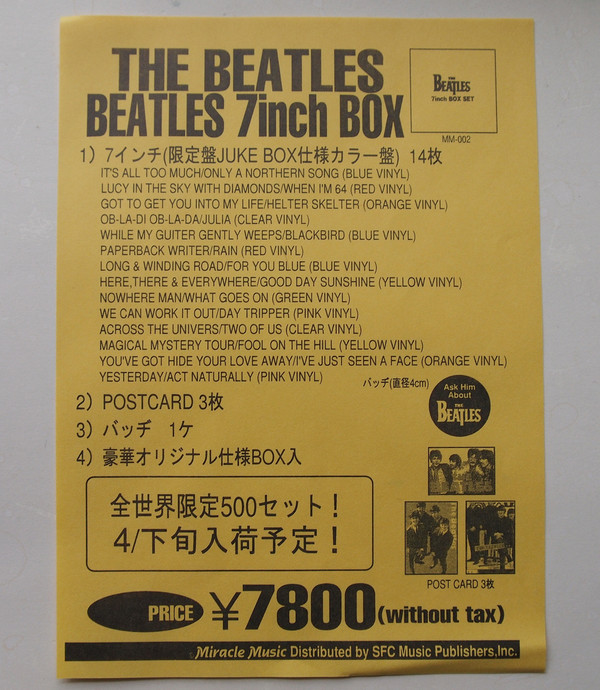 THE BEATLES
BEATLES 7inch BOX
THE
BEATLES
7inch BOX SET
MM-002
1）7インチ(限定盤JUKE BOX仕様カラー盤) 14枚
IT'S ALL TOO MUCH/ONLY A NORTHERN SONG (BLUE VINYL)
LUCY IN THE SKY WITH DIAMONDS/WHEN I'M 64 (RED VINYL)
GOT TO GET YOU INTO MY LIFE/HELTER SKELTER (ORANGE VINYL)
OB-LA-DI OB-LA-DA/JULIA (CLEAR VINYL)
WHILE MY GUITER GENTLY WEEPS/BLACKBIRD (BLUE VINYL)
PAPERBACK WRITER/RAIN (RED VINYL)
LONG & WINDING ROAD/FOR YOU BLUE (BLUE VINYL)
HERE,THERE & EVERYWHERE/GOOD DAY SUNSHINE (YELLOW VINYL)
NOWHERE MAN/WHAT GOES ON (GREEN VINYL)
WE CAN WORK IT OUT/DAY TRIPPER (PINK VINYL)
ACROSS THE UNIVERS/TWO OF US (CLEAR VINYL)
MAGICAL MYSTERY TOUR/FOOL ON THE HILL (YELLOW VINYL)
YOU'VE GOT HIDE YOUR LOVE AWAY/I'VE JUST SEEN A FACE (ORANGE VINYL)
YESTERDAY/ACT NATURALLY (PINK VINYL)
バッチ(直径4cm)
Ask Him
About
THE
BEATLES
2）POSTCARD 3枚
3）バッヂ 1ケ
4）豪華オリジナル仕様BOX入
全世界限定500セット！
4/下旬入荷予定！
POST CARD 3枚
PRICE ¥7800(without tax)
Miracle Music Distributed by SFC Music Publishers,Inc.